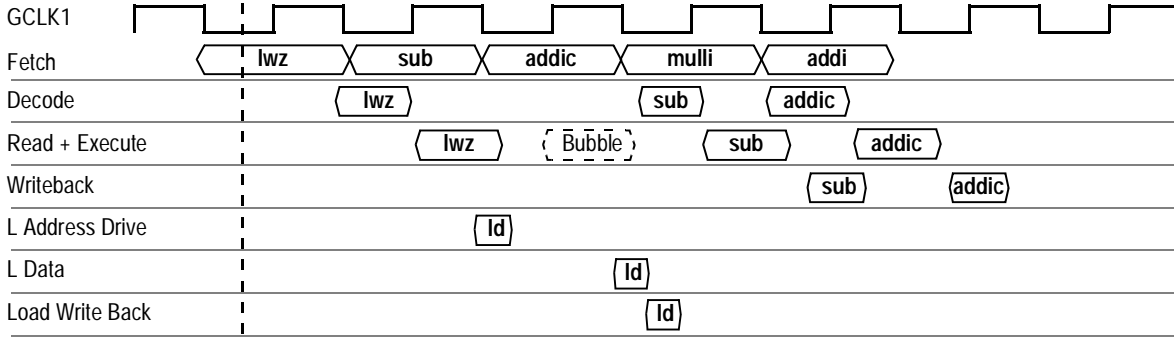 GCLK1
Fetch lwz sub addic mulli addi
Decode lwz sub addic
Read + Execute lwz Bubble sub addic
Writeback sub addic
L Address Drive ld
L Data ld
Load Write Back ld